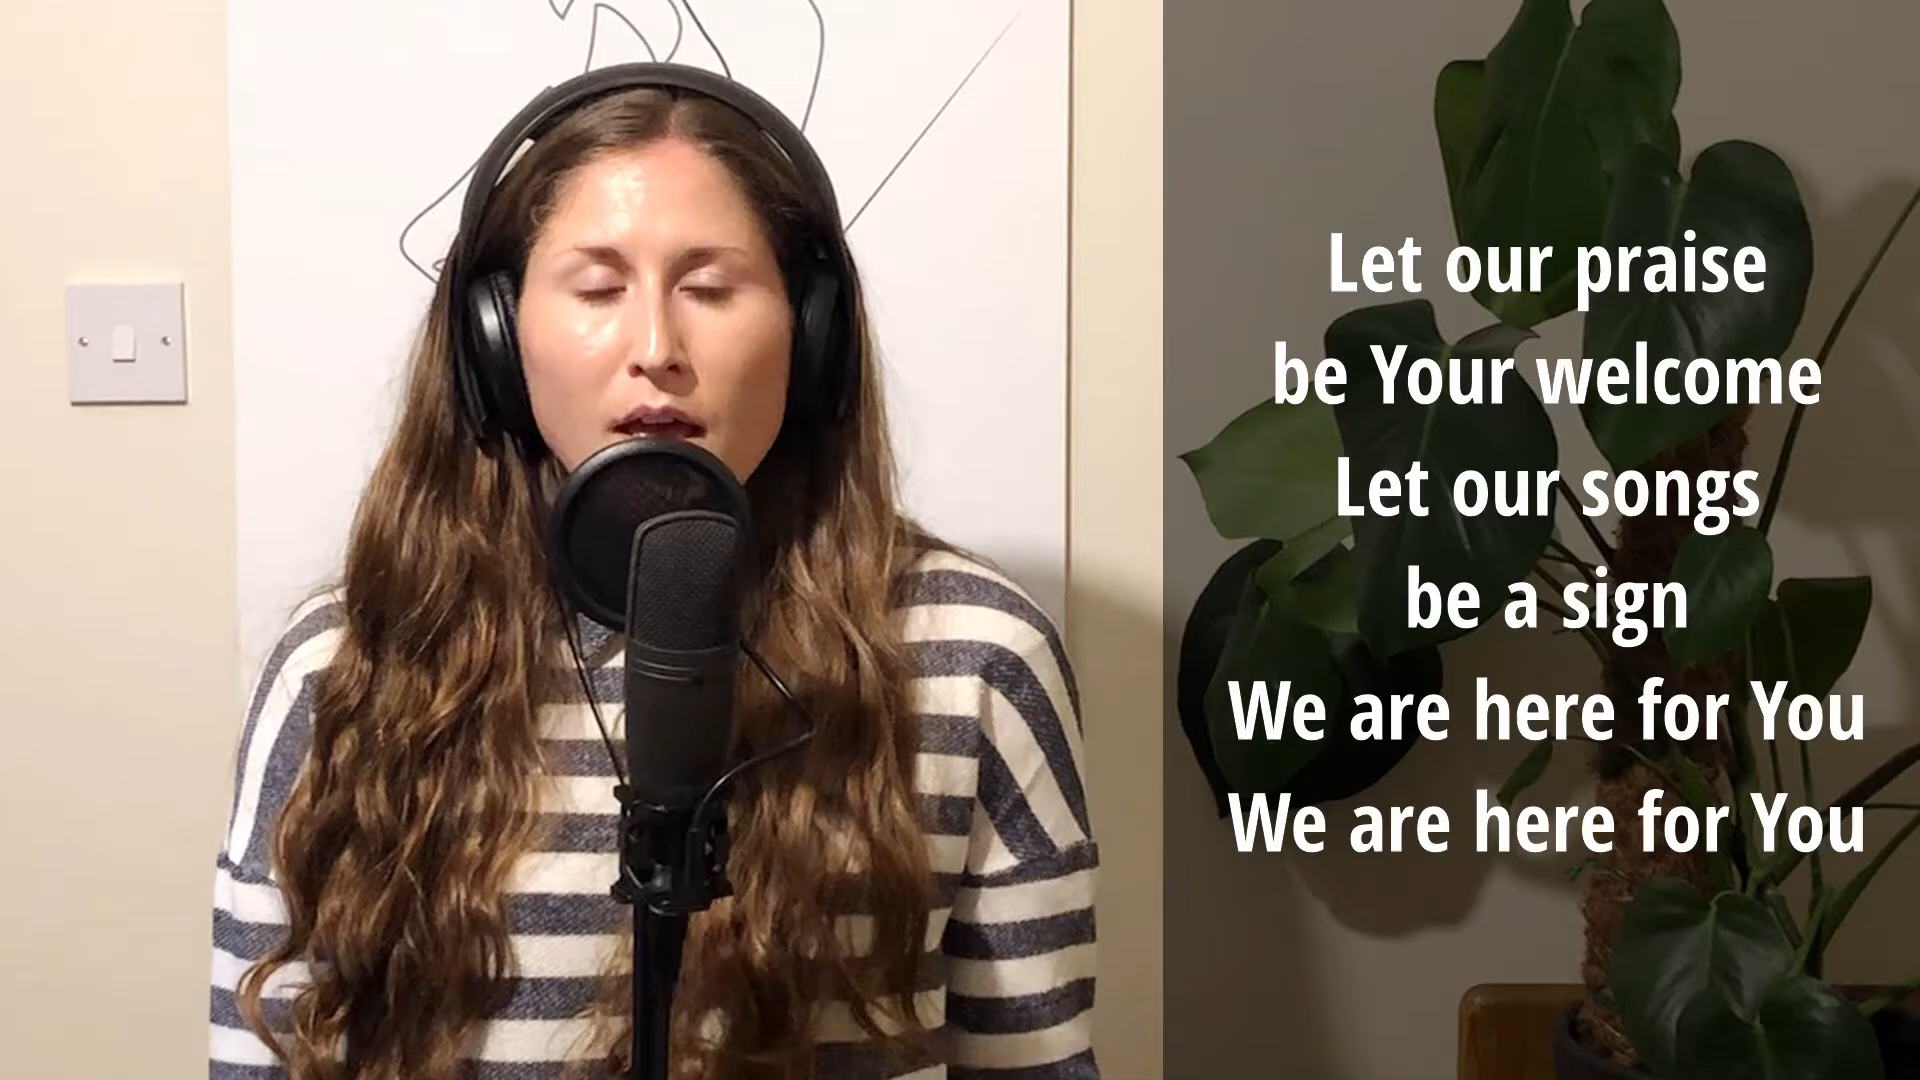 Let our praise
be Your welcome
Let our songs
be a sign
We are here for You
We are here for You